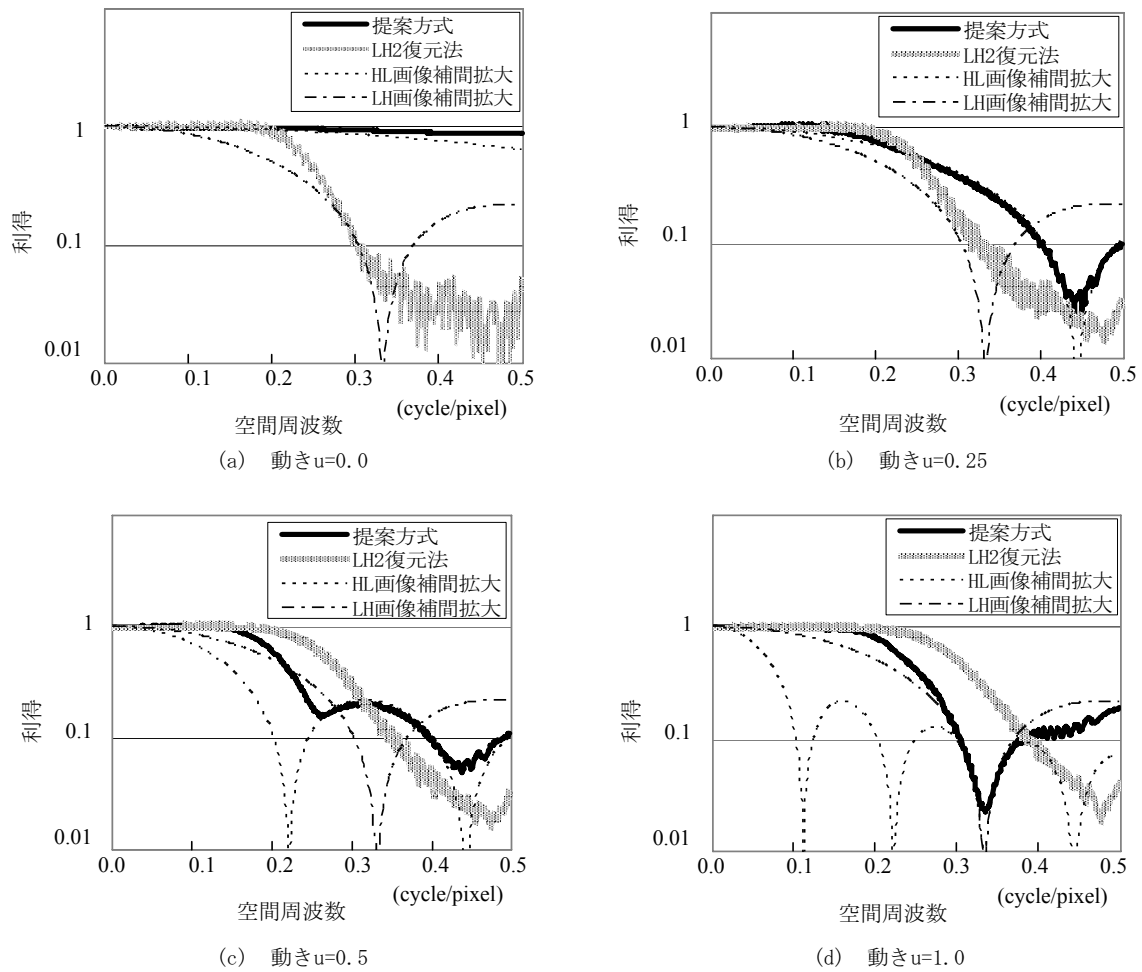 提案方式
LH2復元法
HL画像補間拡大
LH画像補間拡大
1
0.1
0.01
利得
0.0 0.1 0.2 0.3 0.4 0.5
(cycle/pixel)
空間周波数
(a) 動きu=0.0
提案方式
LH2復元法
HL画像補間拡大
LH画像補間拡大
1
0.1
0.01
利得
0.0 0.1 0.2 0.3 0.4 0.5
(cycle/pixel)
空間周波数
(b) 動きu=0.25
提案方式
LH2復元法
HL画像補間拡大
LH画像補間拡大
1
0.1
0.01
利得
0.0 0.1 0.2 0.3 0.4 0.5
(cycle/pixel)
空間周波数
(c) 動きu=0.5
提案方式
LH2復元法
HL画像補間拡大
LH画像補間拡大
1
0.1
0.01
利得
0.0 0.1 0.2 0.3 0.4 0.5
(cycle/pixel)
空間周波数
(d) 動きu=1.0